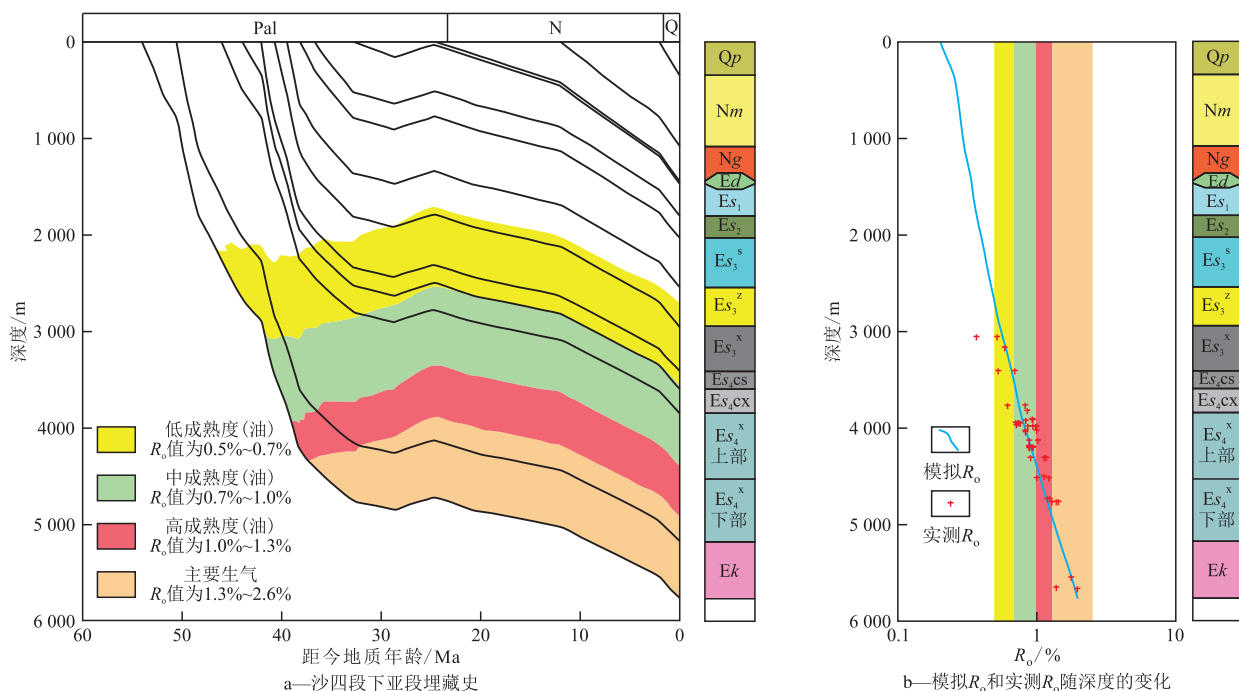 Pal N Q
0
1 000
2 000
3 000
4 000
5 000
6 000
深度/m
低成熟度(油)
Ro值为0.5%~0.7%
中成熟度(油)
Ro值为0.7%~1.0%
高成熟度(油)
Ro值为1.0%~1.3%
主要生气
Ro值为1.3%~2.6%
60 50 40 30 20 10 0
距今地质年龄/Ma
a—沙四段下亚段埋藏史
Qp
Nm
Ng
Ed
Es₁
Es₂
Es₃ˢ
Es₃ᶻ
Es₃ˣ
Es₄cs
Es₄cx
Es₄ˣ
上部
Es₄ˣ
下部
Ek
0
1 000
2 000
3 000
4 000
5 000
6 000
深度/m
模拟Ro
实测Ro
0.1 1 10
Ro/%
b—模拟Ro和实测Ro随深度的变化
Qp
Nm
Ng
Ed
Es₁
Es₂
Es₃ˢ
Es₃ᶻ
Es₃ˣ
Es₄cs
Es₄cx
Es₄ˣ
上部
Es₄ˣ
下部
Ek